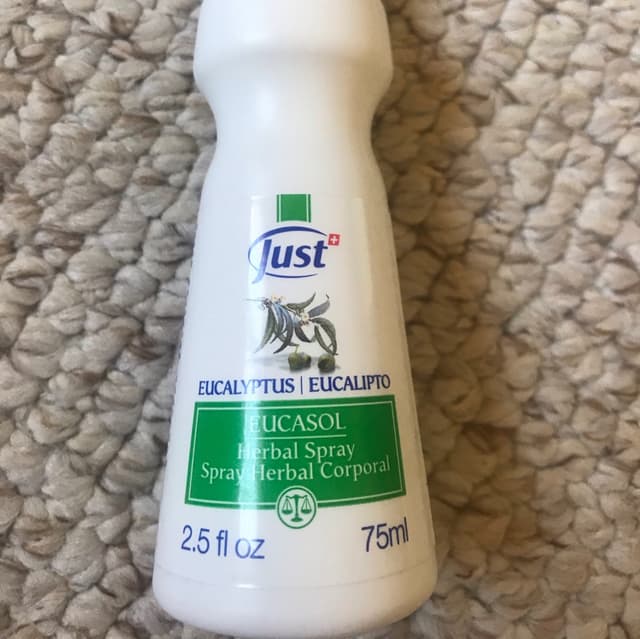 Just
EUCALYPTUS | EUCALIPTO
EUCASOL
Herbal Spray
Spray Herbal Corporal
2.5 fl oz 75ml